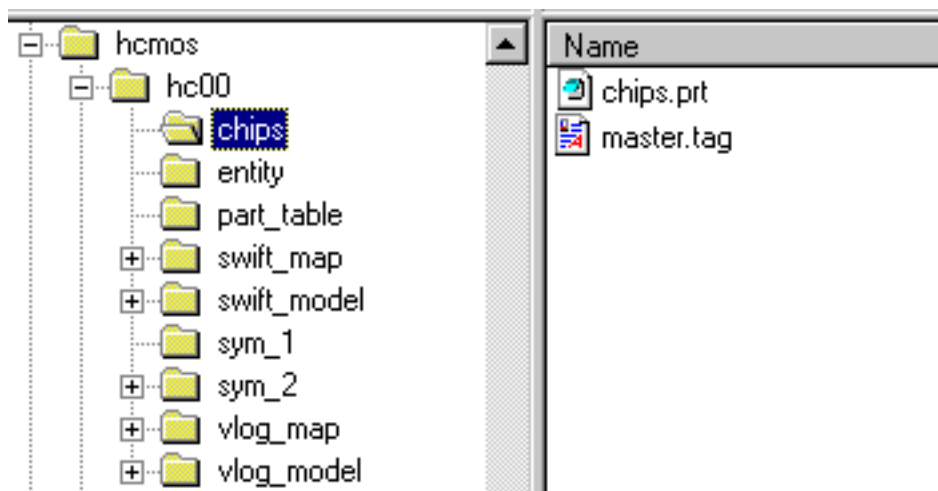 hcmos
hc00
chips
entity
part_table
swift_map
swift_model
sym_1
sym_2
vlog_map
vlog_model
Name
chips.prt
master.tag